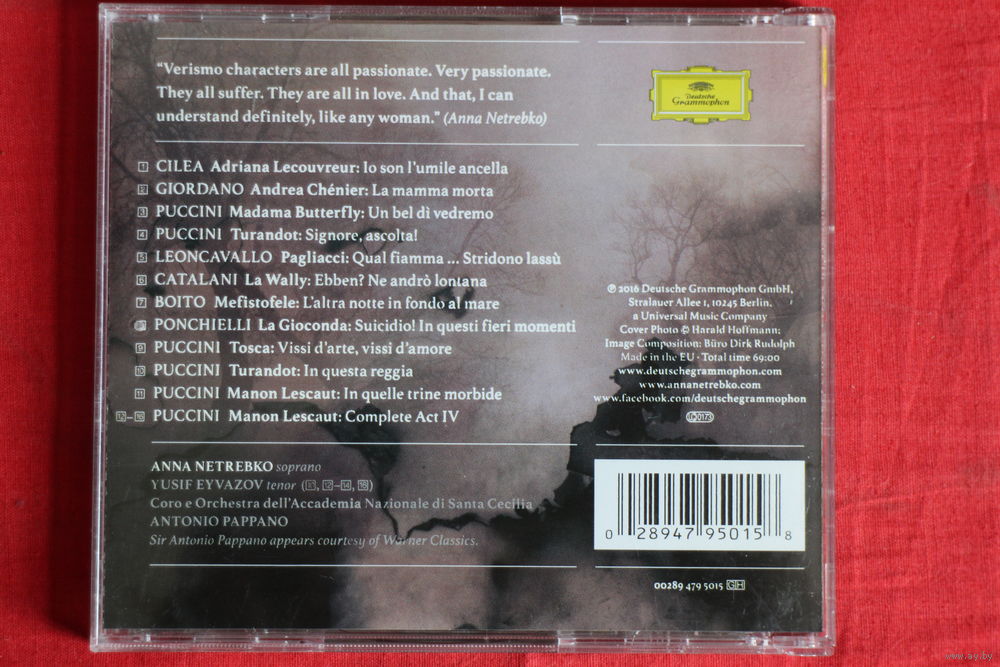 “Verismo characters are all passionate. Very passionate.
They all suffer. They are all in love. And that, I can
understand definitely, like any woman.” (Anna Netrebko)
Deutsche
Grammophon
1 CILEA Adriana Lecouvreur: Io son l’umile ancella
2 GIORDANO Andrea Chénier: La mamma morta
3 PUCCINI Madama Butterfly: Un bel dì vedremo
4 PUCCINI Turandot: Signore, ascolta!
5 LEONCAVALLO Pagliacci: Qual fiamma ... Stridono lassù
6 CATALANI La Wally: Ebben? Ne andrò lontana
7 BOITO Mefistofele: L’altra notte in fondo al mare
8 PONCHIELLI La Gioconda: Suicidio! In questi fieri momenti
9 PUCCINI Tosca: Vissi d’arte, vissi d’amore
10 PUCCINI Turandot: In questa reggia
11 PUCCINI Manon Lescaut: In quelle trine morbide
12–16 PUCCINI Manon Lescaut: Complete Act IV
ANNA NETREBKO soprano
YUSIF EYVAZOV tenor
Coro e Orchestra dell’Accademia Nazionale di Santa Cecilia
ANTONIO PAPPANO
Sir Antonio Pappano appears courtesy of Warner Classics.
℗ 2016 Deutsche Grammophon GmbH,
Stralauer Allee 1, 10245 Berlin,
a Universal Music Company
Cover Photo © Harald Hoffmann;
Image Composition: Büro Dirk Rudolph
Made in the EU · Total time 69:00
www.deutschegrammophon.com
www.annanetrebko.com
www.facebook.com/deutschegrammophon
LC 0173
0 28947 95015 8
00289 479 5015 GH
www.ay.by